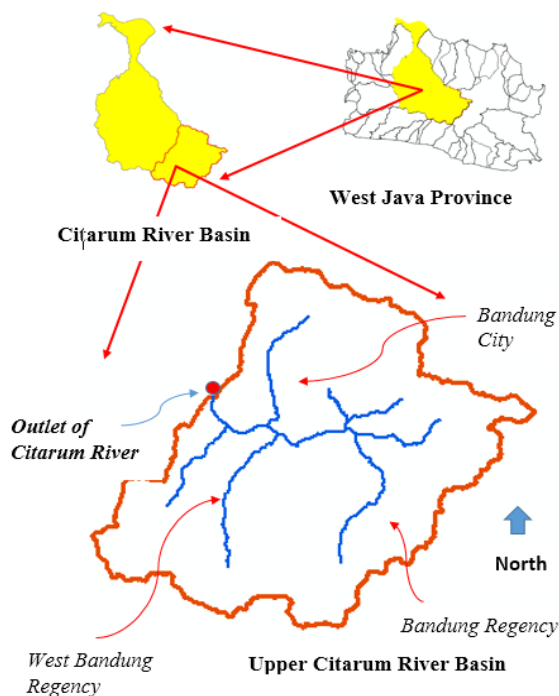 West Java Province
Citarum River Basin
Bandung
City
Outlet of
Citarum River
North
Bandung Regency
West Bandung
Regency
Upper Citarum River Basin